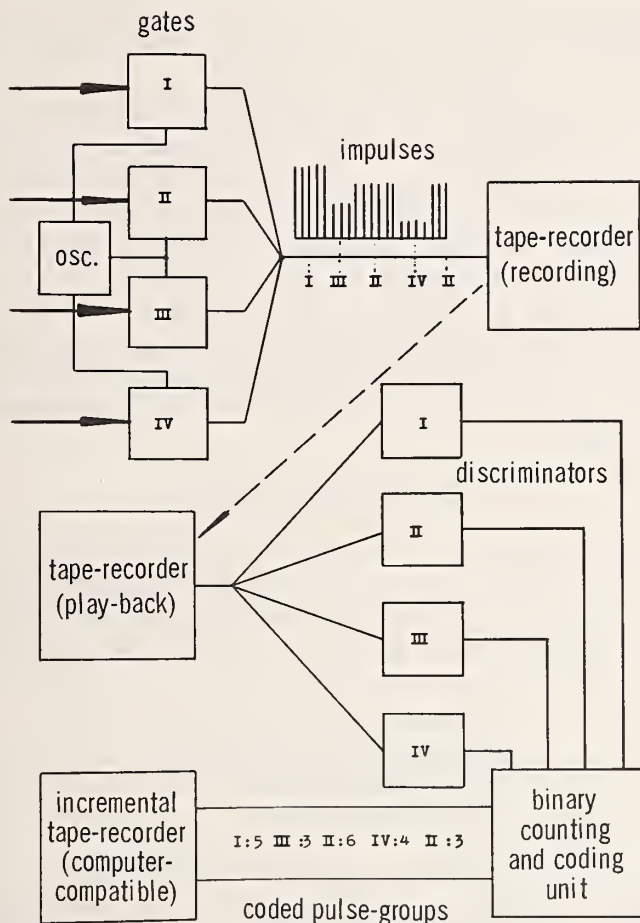 gates
I
impulses
II
tape-recorder
(recording)
OSC.
I III II IV II
III
IV
I
discriminators
II
tape-recorder
(play-back)
III
IV
incremental
tape-recorder
(computer-
compatible)
I:5 III:3 II:6 IV:4 II:3
binary
counting
and coding
unit
coded pulse-groups